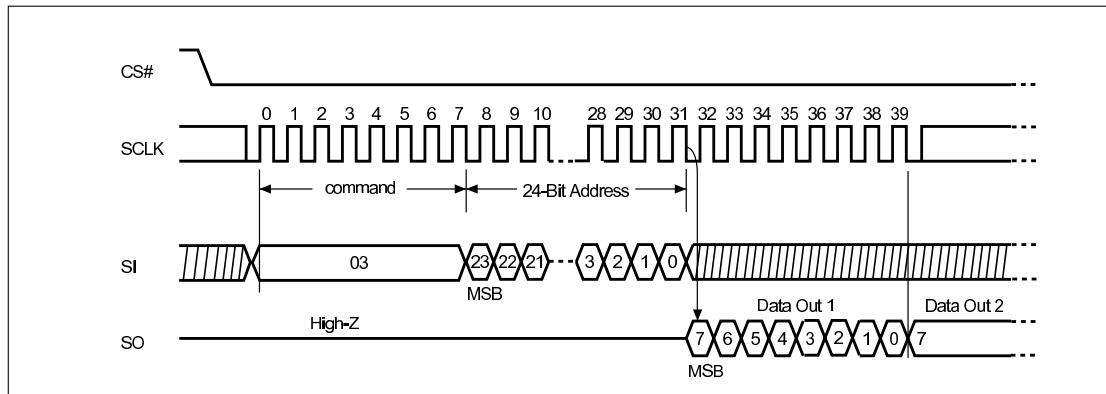 CS#
0 1 2 3 4 5 6 7 8 9 10 28 29 30 31 32 33 34 35 36 37 38 39
SCLK
command 24-Bit Address
SI 03 23 22 21 3 2 1 0
MSB
High-Z Data Out 1 Data Out 2
SO 7 6 5 4 3 2 1 0 7
MSB